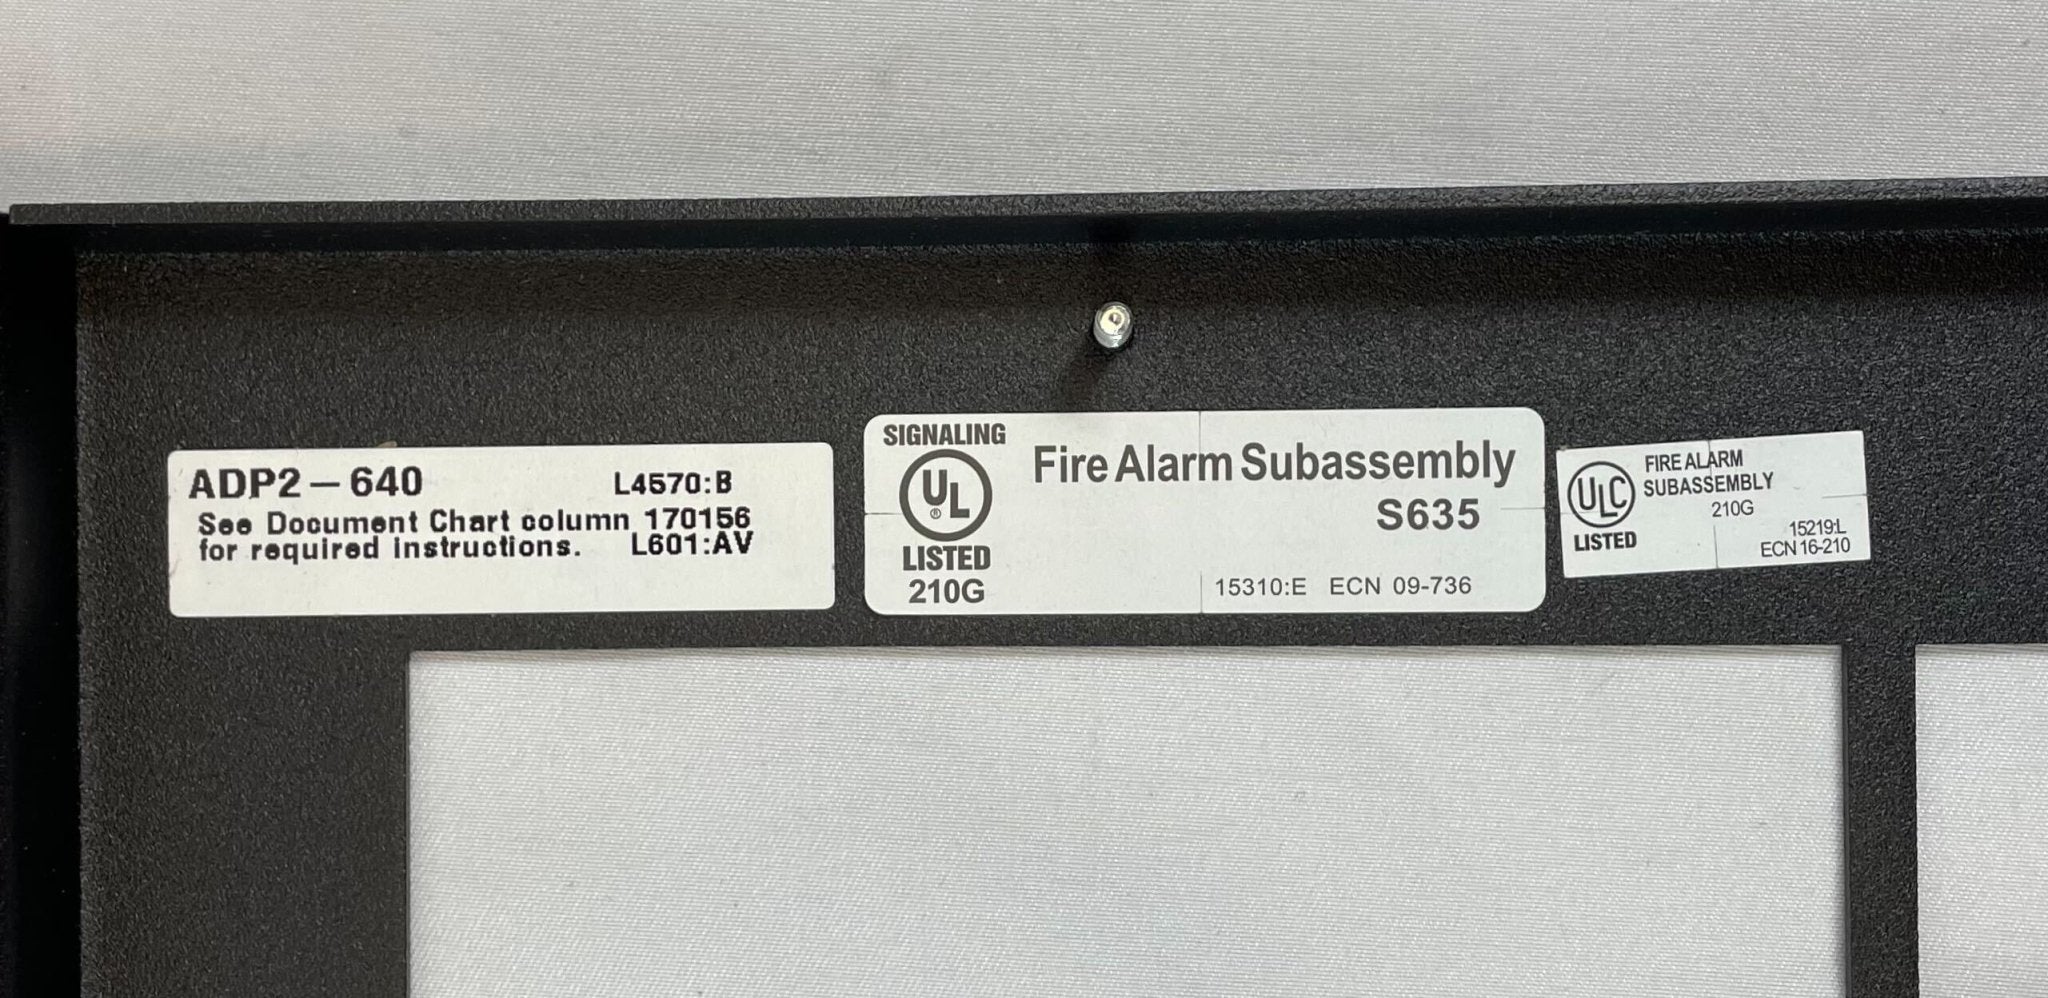 ADP2-640 L4570:B
See Document Chart column 170156
for required instructions. L601:AV
SIGNALING
UL
®
LISTED
210G
Fire Alarm Subassembly
S635
15310:E ECN 09-736
ULC
LISTED
FIRE ALARM
SUBASSEMBLY
210G
15219:L
ECN 16-210